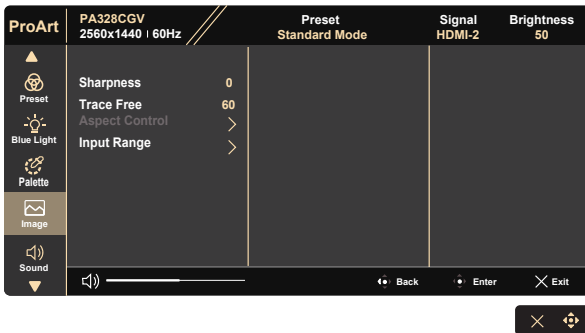 ProArt
PA328CGV
2560x1440 60Hz
Preset
Standard Mode
Signal
HDMI-2
Brightness
50
Preset
Blue Light
Palette
Image
Sound
Sharpness 0
Trace Free 60
Aspect Control
Input Range
Back
Enter
Exit